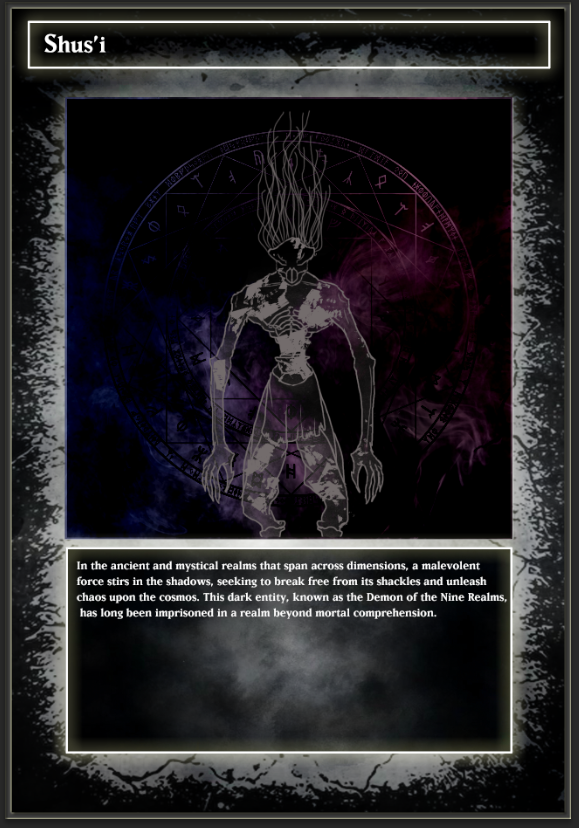 Shus'i
In the ancient and mystical realms that span across dimensions, a malevolent
force stirs in the shadows, seeking to break free from its shackles and unleash
chaos upon the cosmos. This dark entity, known as the Demon of the Nine Realms,
has long been imprisoned in a realm beyond mortal comprehension.